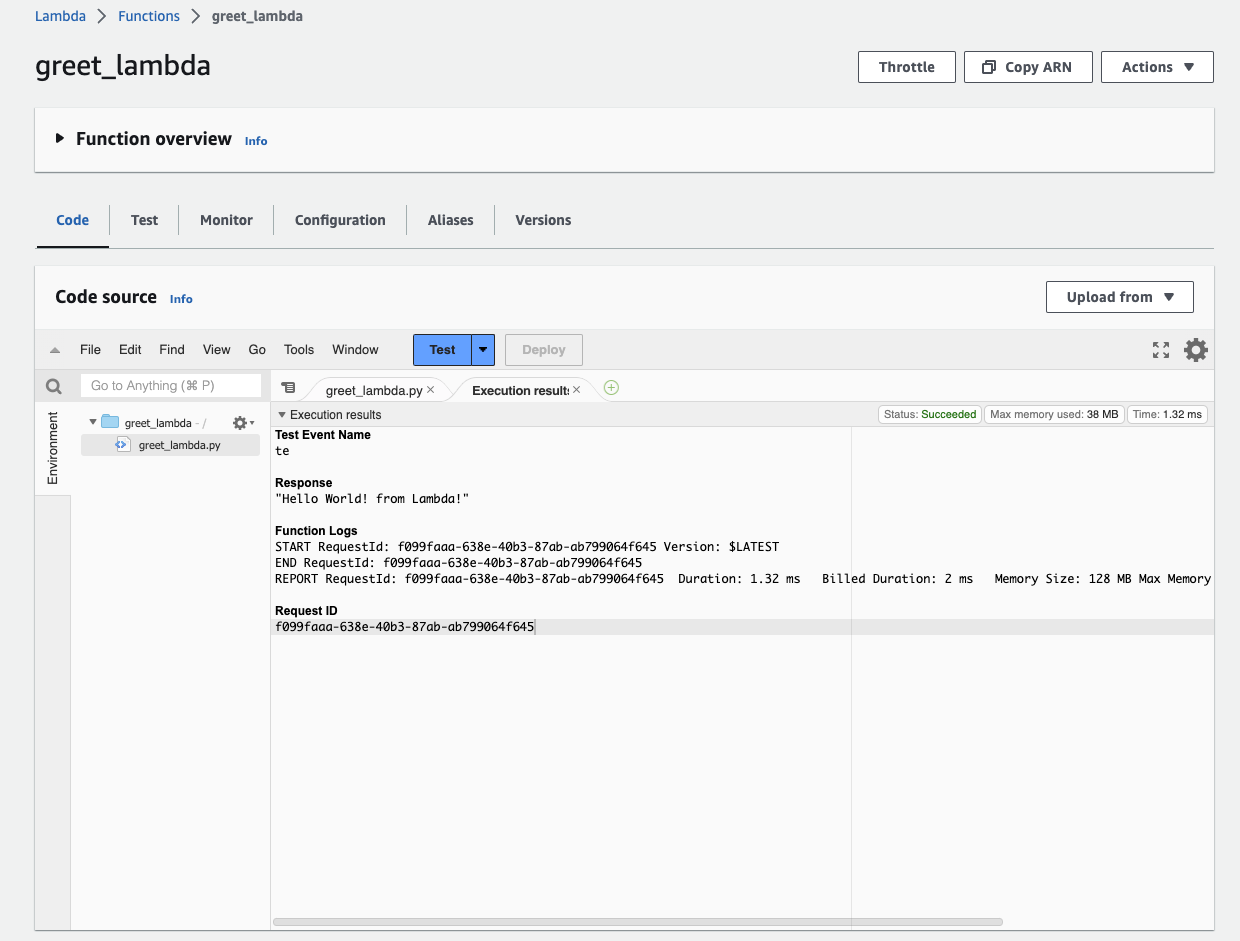 Lambda > Functions > greet_lambda
greet_lambda
Throttle
Copy ARN
Actions
Function overview Info
Code
Test
Monitor
Configuration
Aliases
Versions
Code source Info
Upload from
File Edit Find View Go Tools Window
Test
Deploy
Go to Anything (⌘ P)
greet_lambda.py
Execution results
Environment
greet_lambda - /
greet_lambda.py
Execution results
Status: Succeeded
Max memory used: 38 MB
Time: 1.32 ms
Test Event Name
te
Response
"Hello World! from Lambda!"
Function Logs
START RequestId: f099faaa-638e-40b3-87ab-ab799064f645 Version: $LATEST
END RequestId: f099faaa-638e-40b3-87ab-ab799064f645
REPORT RequestId: f099faaa-638e-40b3-87ab-ab799064f645 Duration: 1.32 ms Billed Duration: 2 ms Memory Size: 128 MB Max Memory
Request ID
f099faaa-638e-40b3-87ab-ab799064f645